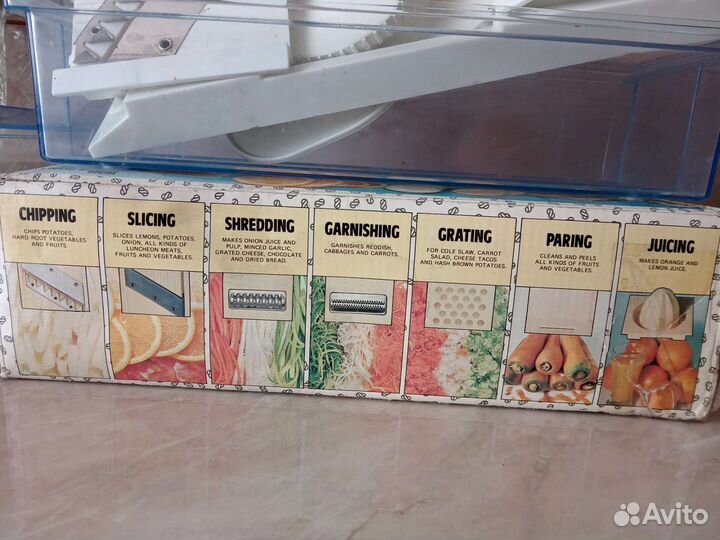 CHIPPING
CHIPS POTATOES,
HARD ROOT VEGETABLES
AND FRUITS.
SLICING
SLICES LEMONS, POTATOES,
ONION, ALL KINDS OF
LUNCHEON MEATS,
FRUITS AND VEGETABLES.
SHREDDING
MAKES ONION JUICE AND
PULP, MINCED GARLIC,
GRATED CHEESE, CHOCOLATE
AND DRIED BREAD.
GARNISHING
GARNISHES REDDISH,
CABBAGES AND CARROTS.
GRATING
FOR COLE SLAW, CARROT
SALAD, CHEESE TACOS
AND HASH BROWN POTATOES.
PARING
CLEANS AND PEELS
ALL KINDS OF FRUITS
AND VEGETABLES.
JUICING
MAKES ORANGE AND
LEMON JUICE.
Avito